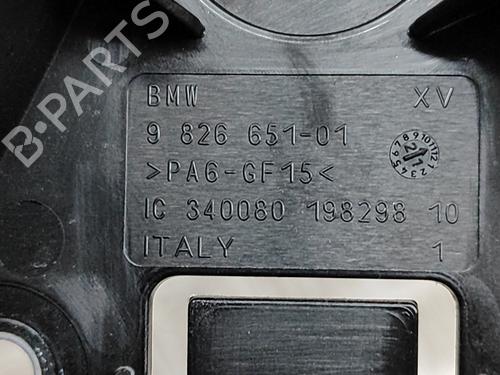 B·PARTS
BMW XV
9 826 651-01
>PA6-GF15<
IC 340080 198298 10
ITALY 1